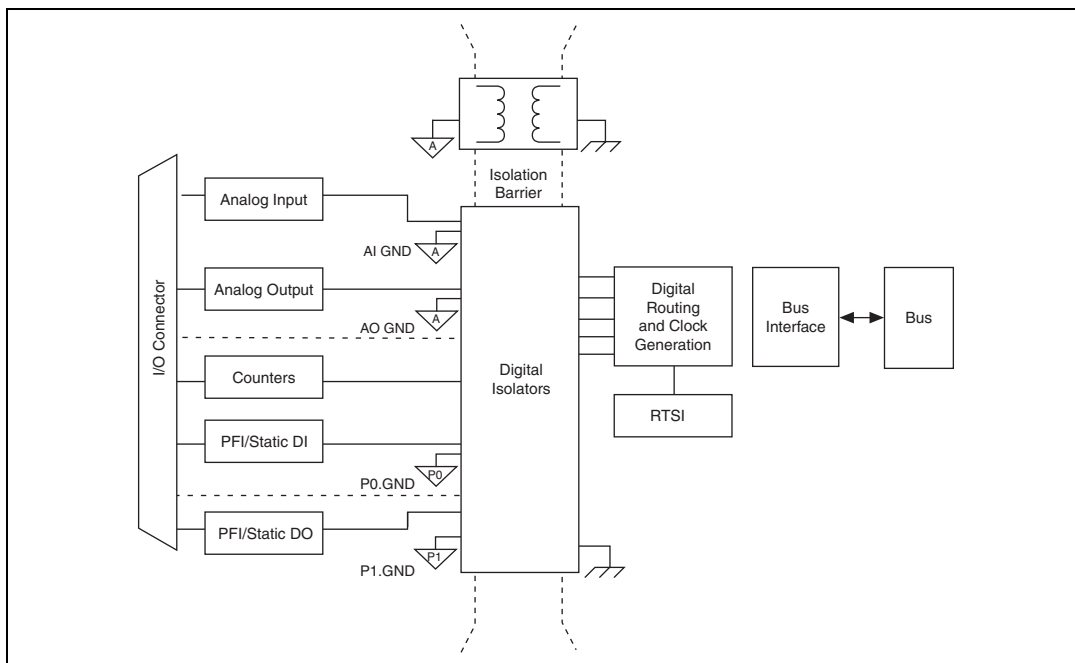 A
Isolation
Barrier
I/O Connector
Analog Input
AI GND
A
Analog Output
AO GND
A
Counters
PFI/Static DI
P0.GND
P0
PFI/Static DO
P1.GND
P1
Digital
Isolators
Digital
Routing
and Clock
Generation
RTSI
Bus
Interface
Bus